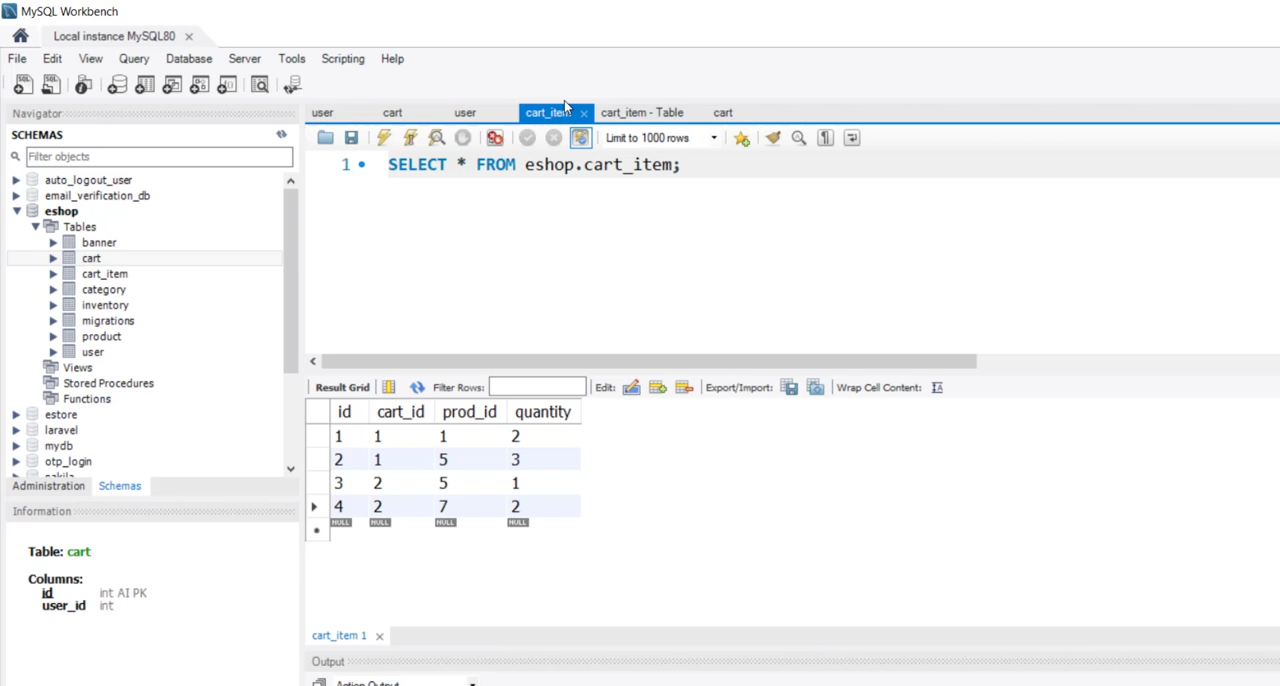 MySQL Workbench
Local instance MySQL80
File Edit View Query Database Server Tools Scripting Help
Navigator
SCHEMAS
Filter objects
auto_logout_user
email_verification_db
eshop
Tables
banner
cart
cart_item
category
inventory
migrations
product
user
Views
Stored Procedures
Functions
estore
laravel
mydb
otp_login
Administration Schemas
Information
Table: cart
Columns:
id int AI PK
user_id int
user cart user cart_item cart_item - Table cart
Limit to 1000 rows
1 SELECT * FROM eshop.cart_item;
Result Grid Filter Rows: Edit: Export/Import: Wrap Cell Content:
id cart_id prod_id quantity
1 1 1 2
2 1 5 3
3 2 5 1
4 2 7 2
NULL NULL NULL NULL
cart_item 1
Output
Action Output